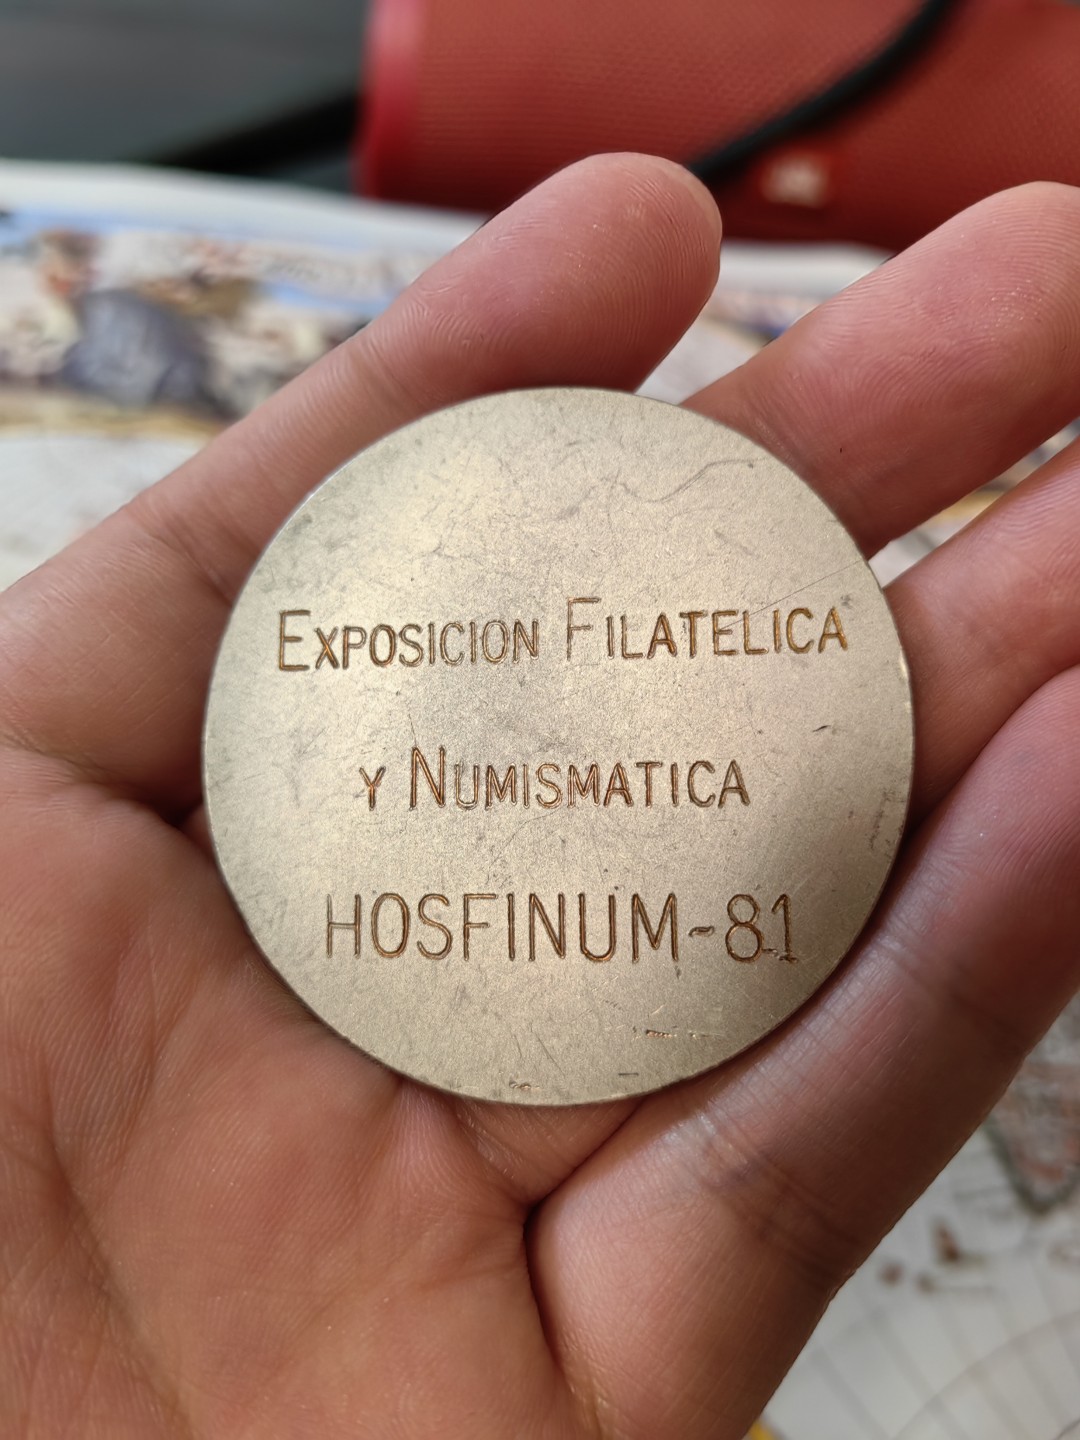 EXPOSICION FILATELICA
Y NUMISMATICA
HOSFINUM-81